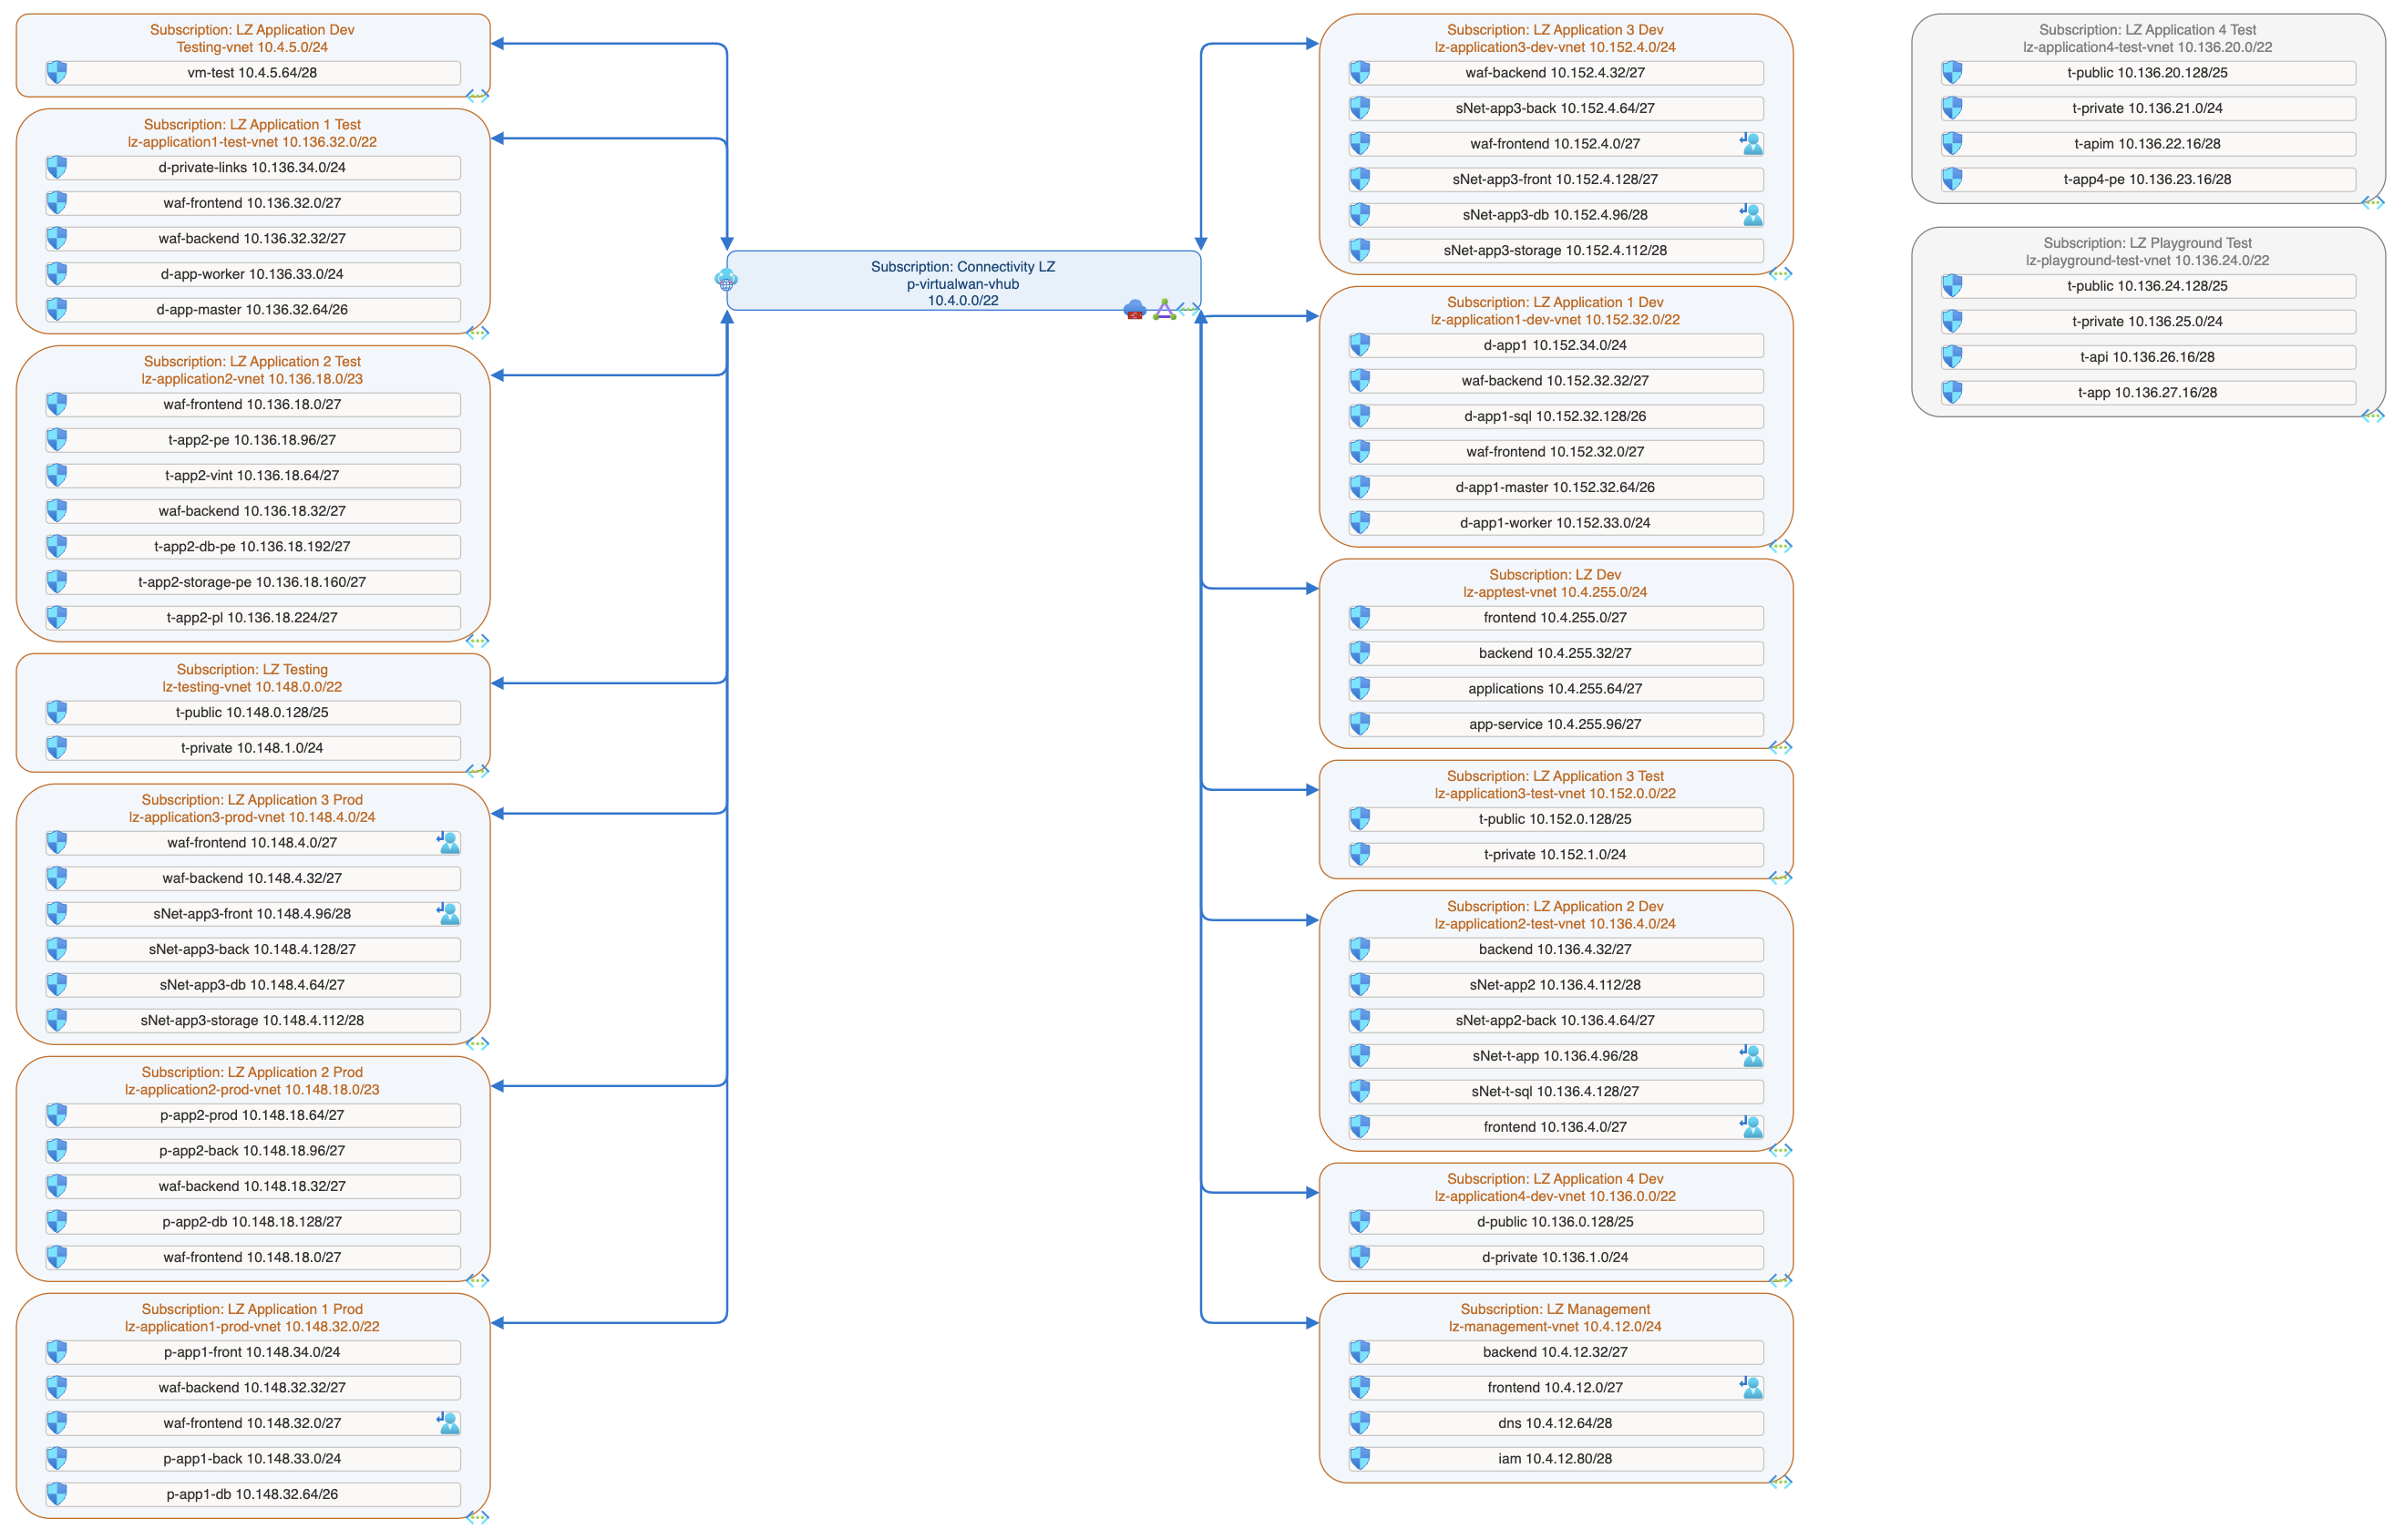 Subscription: LZ Application Dev
Testing-vnet 10.4.5.0/24
vm-test 10.4.5.64/28
Subscription: LZ Application 1 Test
lz-application1-test-vnet 10.136.32.0/22
d-private-links 10.136.34.0/24
waf-frontend 10.136.32.0/27
waf-backend 10.136.32.32/27
d-app-worker 10.136.33.0/24
d-app-master 10.136.32.64/26
Subscription: LZ Application 2 Test
lz-application2-vnet 10.136.18.0/23
waf-frontend 10.136.18.0/27
t-app2-pe 10.136.18.96/27
t-app2-vint 10.136.18.64/27
waf-backend 10.136.18.32/27
t-app2-db-pe 10.136.18.192/27
t-app2-storage-pe 10.136.18.160/27
t-app2-pl 10.136.18.224/27
Subscription: LZ Testing
lz-testing-vnet 10.148.0.0/22
t-public 10.148.0.128/25
t-private 10.148.1.0/24
Subscription: LZ Application 3 Prod
lz-application3-prod-vnet 10.148.4.0/24
waf-frontend 10.148.4.0/27
waf-backend 10.148.4.32/27
sNet-app3-front 10.148.4.96/28
sNet-app3-back 10.148.4.128/27
sNet-app3-db 10.148.4.64/27
sNet-app3-storage 10.148.4.112/28
Subscription: LZ Application 2 Prod
lz-application2-prod-vnet 10.148.18.0/23
p-app2-prod 10.148.18.64/27
p-app2-back 10.148.18.96/27
waf-backend 10.148.18.32/27
p-app2-db 10.148.18.128/27
waf-frontend 10.148.18.0/27
Subscription: LZ Application 1 Prod
lz-application1-prod-vnet 10.148.32.0/22
p-app1-front 10.148.34.0/24
waf-backend 10.148.32.32/27
waf-frontend 10.148.32.0/27
p-app1-back 10.148.33.0/24
p-app1-db 10.148.32.64/26
Subscription: Connectivity LZ
p-virtualwan-vhub
10.4.0.0/22
Subscription: LZ Application 3 Dev
lz-application3-dev-vnet 10.152.4.0/24
waf-backend 10.152.4.32/27
sNet-app3-back 10.152.4.64/27
waf-frontend 10.152.4.0/27
sNet-app3-front 10.152.4.128/27
sNet-app3-db 10.152.4.96/28
sNet-app3-storage 10.152.4.112/28
Subscription: LZ Application 1 Dev
lz-application1-dev-vnet 10.152.32.0/22
d-app1 10.152.34.0/24
waf-backend 10.152.32.32/27
d-app1-sql 10.152.32.128/26
waf-frontend 10.152.32.0/27
d-app1-master 10.152.32.64/26
d-app1-worker 10.152.33.0/24
Subscription: LZ Dev
lz-apptest-vnet 10.4.255.0/24
frontend 10.4.255.0/27
backend 10.4.255.32/27
applications 10.4.255.64/27
app-service 10.4.255.96/27
Subscription: LZ Application 3 Test
lz-application3-test-vnet 10.152.0.0/22
t-public 10.152.0.128/25
t-private 10.152.1.0/24
Subscription: LZ Application 2 Dev
lz-application2-test-vnet 10.136.4.0/24
backend 10.136.4.32/27
sNet-app2 10.136.4.112/28
sNet-app2-back 10.136.4.64/27
sNet-t-app 10.136.4.96/28
sNet-t-sql 10.136.4.128/27
frontend 10.136.4.0/27
Subscription: LZ Application 4 Dev
lz-application4-dev-vnet 10.136.0.0/22
d-public 10.136.0.128/25
d-private 10.136.1.0/24
Subscription: LZ Management
lz-management-vnet 10.4.12.0/24
backend 10.4.12.32/27
frontend 10.4.12.0/27
dns 10.4.12.64/28
iam 10.4.12.80/28
Subscription: LZ Application 4 Test
lz-application4-test-vnet 10.136.20.0/22
t-public 10.136.20.128/25
t-private 10.136.21.0/24
t-apim 10.136.22.16/28
t-app4-pe 10.136.23.16/28
Subscription: LZ Playground Test
lz-playground-test-vnet 10.136.24.0/22
t-public 10.136.24.128/25
t-private 10.136.25.0/24
t-api 10.136.26.16/28
t-app 10.136.27.16/28